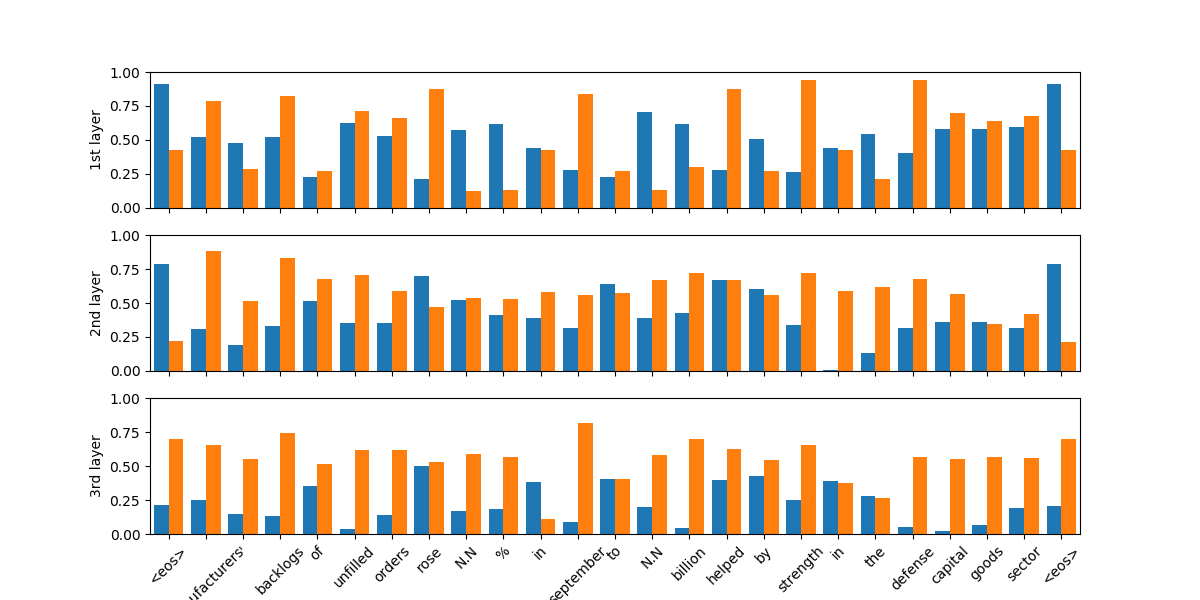 1.00
0.75
0.50
0.25
0.00
1st layer
1.00
0.75
0.50
0.25
0.00
2nd layer
1.00
0.75
0.50
0.25
0.00
3rd layer
<eos>
ufacturers
'
backlogs
of
unfilled
orders
rose
N.N
%
in
september
to
N.N
billion
helped
by
strength
in
the
defense
capital
goods
sector
<eos>